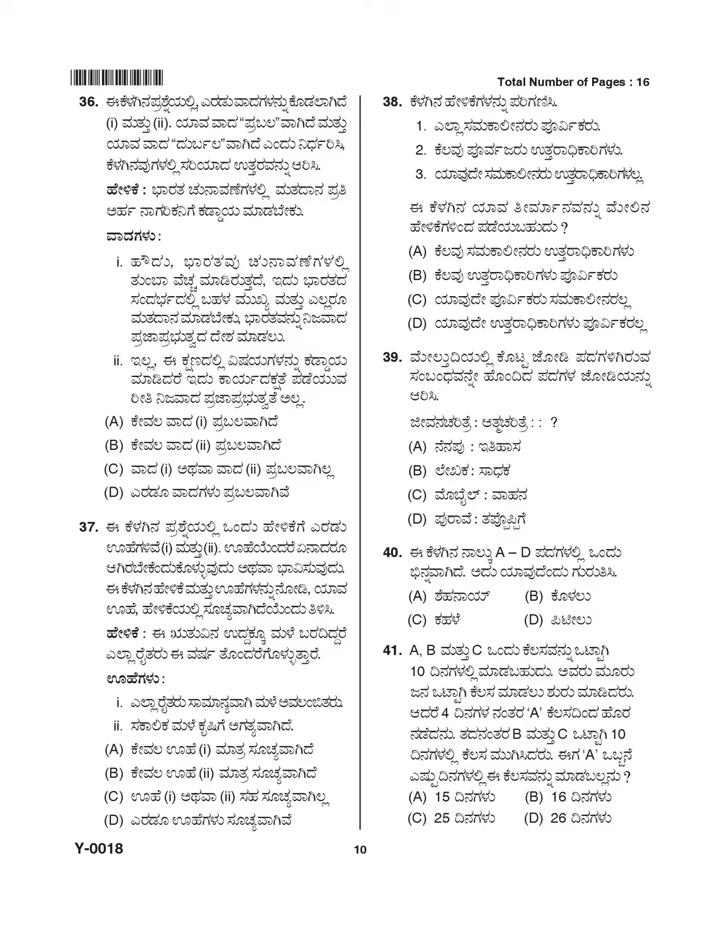 Total Number of Pages : 16
36. ಈ ಕೆಳಗಿನ ಪ್ರಶ್ನೆಯಲ್ಲಿ, ಎರಡು ವಾದಗಳನ್ನು ಕೊಡಲಾಗಿದೆ
(i) ಮತ್ತು (ii). ಯಾವ ವಾದ “ಪ್ರಬಲ” ವಾಗಿದೆ ಮತ್ತು
ಯಾವ ವಾದ “ದುರ್ಬಲ” ವಾಗಿದೆ ಎಂದು ನಿರ್ಧರಿಸಿ,
ಕೆಳಗಿನವುಗಳಲ್ಲಿ ಸರಿಯಾದ ಉತ್ತರವನ್ನು ಆರಿಸಿ.
ಹೇಳಿಕೆ : ಭಾರತ ಚುನಾವಣೆಗಳಲ್ಲಿ ಮತದಾನ ಪ್ರತಿ
ಅರ್ಹ ನಾಗರಿಕನಿಗೆ ಕಡ್ಡಾಯ ಮಾಡಬೇಕು.
ವಾದಗಳು :
i. ಹೌದು, ಭಾರತವು ಚುನಾವಣೆಗಳಲ್ಲಿ
ತುಂಬಾ ವೆಚ್ಚ ಮಾಡಿರುತ್ತದೆ, ಇದು ಭಾರತದ
ಸಂದರ್ಭದಲ್ಲಿ ಬಹಳ ಮುಖ್ಯ ಮತ್ತು ಎಲ್ಲರೂ
ಮತದಾನ ಮಾಡಬೇಕು, ಭಾರತವನ್ನು ನಿಜವಾದ
ಪ್ರಜಾಪ್ರಭುತ್ವದ ದೇಶ ಮಾಡಲು.
ii. ಇಲ್ಲ, ಈ ಕ್ಷಣದಲ್ಲಿ ವಿಷಯಗಳನ್ನು ಕಡ್ಡಾಯ
ಮಾಡಿದರೆ ಇದು ಕಾರ್ಯದಕ್ಷತೆ ಪಡೆಯುವ
ರೀತಿ ನಿಜವಾದ ಪ್ರಜಾಪ್ರಭುತ್ವತೆ ಅಲ್ಲ.
(A) ಕೇವಲ ವಾದ (i) ಪ್ರಬಲವಾಗಿದೆ
(B) ಕೇವಲ ವಾದ (ii) ಪ್ರಬಲವಾಗಿದೆ
(C) ವಾದ (i) ಅಥವಾ ವಾದ (ii) ಪ್ರಬಲವಾಗಿಲ್ಲ
(D) ಎರಡೂ ವಾದಗಳು ಪ್ರಬಲವಾಗಿವೆ
37. ಈ ಕೆಳಗಿನ ಪ್ರಶ್ನೆಯಲ್ಲಿ ಒಂದು ಹೇಳಿಕೆಗೆ ಎರಡು
ಊಹೆಗಳಿವೆ (i) ಮತ್ತು (ii). ಊಹೆಯೆಂದರೆ ಏನಾದರೂ
ಆಗಿರಬೇಕೆಂದುಕೊಳ್ಳುವುದು ಅಥವಾ ಭಾವಿಸುವುದು.
ಈ ಕೆಳಗಿನ ಹೇಳಿಕೆ ಮತ್ತು ಊಹೆಗಳನ್ನು ನೋಡಿ, ಯಾವ
ಊಹೆ, ಹೇಳಿಕೆಯಲ್ಲಿ ಸೂಚ್ಯವಾಗಿದೆಯೆಂದು ತಿಳಿಸಿ.
ಹೇಳಿಕೆ : ಈ ಋತುವಿನ ಉದ್ದಕ್ಕೂ ಮಳೆ ಬರದಿದ್ದರೆ
ಎಲ್ಲಾ ರೈತರು ಈ ವರ್ಷ ತೊಂದರೆಗೊಳ್ಳುತ್ತಾರೆ.
ಊಹೆಗಳು :
i. ಎಲ್ಲಾ ರೈತರು ಸಾಮಾನ್ಯವಾಗಿ ಮಳೆ ಅವಲಂಬಿತರು.
ii. ಸಕಾಲಿಕ ಮಳೆ ಕೃಷಿಗೆ ಅಗತ್ಯವಾಗಿದೆ.
(A) ಕೇವಲ ಊಹೆ (i) ಮಾತ್ರ ಸೂಚ್ಯವಾಗಿದೆ
(B) ಕೇವಲ ಊಹೆ (ii) ಮಾತ್ರ ಸೂಚ್ಯವಾಗಿದೆ
(C) ಊಹೆ (i) ಅಥವಾ (ii) ಸಹ ಸೂಚ್ಯವಾಗಿಲ್ಲ
(D) ಎರಡೂ ಊಹೆಗಳು ಸೂಚ್ಯವಾಗಿವೆ
38. ಕೆಳಗಿನ ಹೇಳಿಕೆಗಳನ್ನು ಪರಿಗಣಿಸಿ.
1. ಎಲ್ಲಾ ಸಮಕಾಲೀನರು ಪೂರ್ವಿಕರು.
2. ಕೆಲವು ಪೂರ್ವಜರು ಉತ್ತರಾಧಿಕಾರಿಗಳು.
3. ಯಾವುದೇ ಸಮಕಾಲೀನರು ಉತ್ತರಾಧಿಕಾರಿಗಳಲ್ಲ.
ಈ ಕೆಳಗಿನ ಯಾವ ತೀರ್ಮಾನವನ್ನು ಮೇಲಿನ
ಹೇಳಿಕೆಗಳಿಂದ ಪಡೆಯಬಹುದು ?
(A) ಕೆಲವು ಸಮಕಾಲೀನರು ಉತ್ತರಾಧಿಕಾರಿಗಳು
(B) ಕೆಲವು ಉತ್ತರಾಧಿಕಾರಿಗಳು ಪೂರ್ವಿಕರು
(C) ಯಾವುದೇ ಪೂರ್ವಿಕರು ಸಮಕಾಲೀನರಲ್ಲ
(D) ಯಾವುದೇ ಉತ್ತರಾಧಿಕಾರಿಗಳು ಪೂರ್ವಿಕರಲ್ಲ
39. ಮೇಲ್ತುದಿಯಲ್ಲಿ ಕೊಟ್ಟ ಜೋಡಿ ಪದಗಳಿಗಿರುವ
ಸಂಬಂಧವನ್ನೇ ಹೊಂದಿದ ಪದಗಳ ಜೋಡಿಯನ್ನು
ಆರಿಸಿ.
ಜೀವನಚರಿತ್ರೆ : ಆತ್ಮಚರಿತ್ರೆ : : ?
(A) ನೆನಪು : ಇತಿಹಾಸ
(B) ಲೇಖಕ : ಸಾಧಕ
(C) ಮೊಬೈಲ್ : ವಾಹನ
(D) ಪುರಾವೆ : ತಪ್ಪೊಪ್ಪಿಗೆ
40. ಈ ಕೆಳಗಿನ ನಾಲ್ಕು A – D ಪದಗಳಲ್ಲಿ ಒಂದು
ಭಿನ್ನವಾಗಿದೆ. ಅದು ಯಾವುದೆಂದು ಗುರುತಿಸಿ.
(A) ಶೆಹನಾಯ್ (B) ಕೊಳಲು
(C) ಕಹಳೆ (D) ಪಿಟೀಲು
41. A, B ಮತ್ತು C ಒಂದು ಕೆಲಸವನ್ನು ಒಟ್ಟಾಗಿ
10 ದಿನಗಳಲ್ಲಿ ಮಾಡಬಹುದು. ಅವರು ಮೂರು
ಜನ ಒಟ್ಟಾಗಿ ಕೆಲಸ ಮಾಡಲು ಶುರು ಮಾಡಿದರು.
ಆದರೆ 4 ದಿನಗಳ ನಂತರ ‘A’ ಕೆಲಸದಿಂದ ಹೊರ
ನಡೆದನು. ತದನಂತರ B ಮತ್ತು C ಒಟ್ಟಾಗಿ 10
ದಿನಗಳಲ್ಲಿ ಕೆಲಸ ಮುಗಿಸಿದರು. ಈಗ ‘A’ ಒಬ್ಬನೆ
ಎಷ್ಟು ದಿನಗಳಲ್ಲಿ ಈ ಕೆಲಸವನ್ನು ಮಾಡಬಲ್ಲನು ?
(A) 15 ದಿನಗಳು (B) 16 ದಿನಗಳು
(C) 25 ದಿನಗಳು (D) 26 ದಿನಗಳು
Y-0018
10